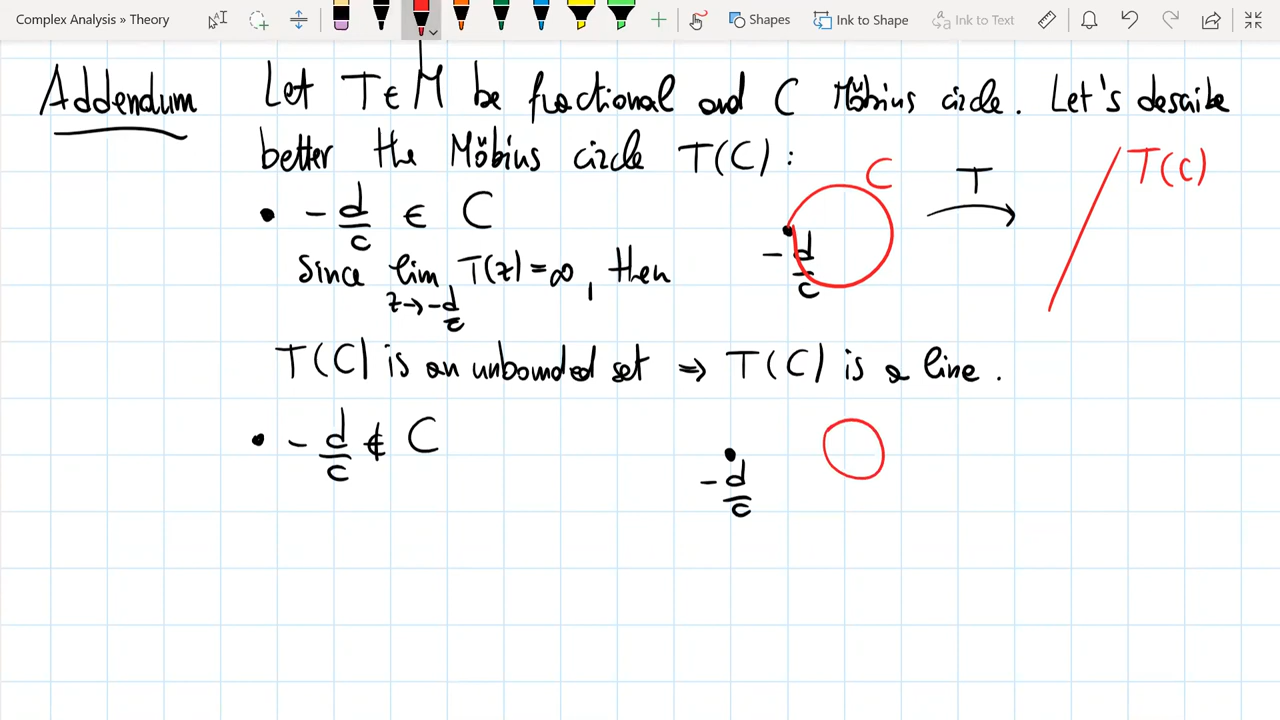 Complex Analysis » Theory
Shapes
Ink to Shape
Ink to Text
Addendum Let T ∈ M be fractional and C Möbius circle. Let's describe
better the Möbius circle T(C):
• -d/c ∈ C
since lim z→-d/c T(z) = ∞, then
T(C) is an unbounded set ⇒ T(C) is a line.
C
-d/c
T
T(C)
• -d/c ∉ C
-d/c